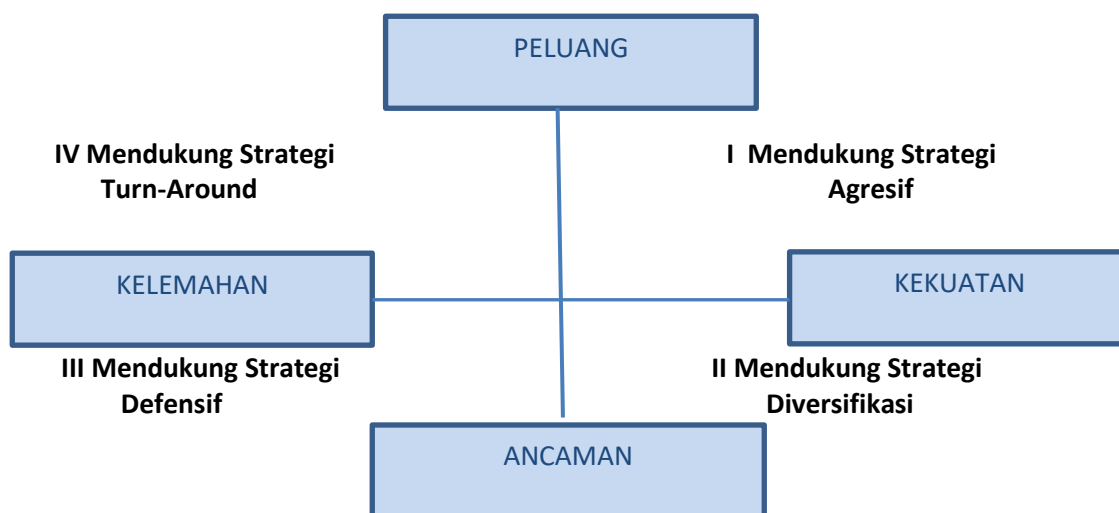 PELUANG
IV Mendukung Strategi
Turn-Around
I Mendukung Strategi
Agresif
KELEMAHAN
KEKUATAN
III Mendukung Strategi
Defensif
II Mendukung Strategi
Diversifikasi
ANCAMAN